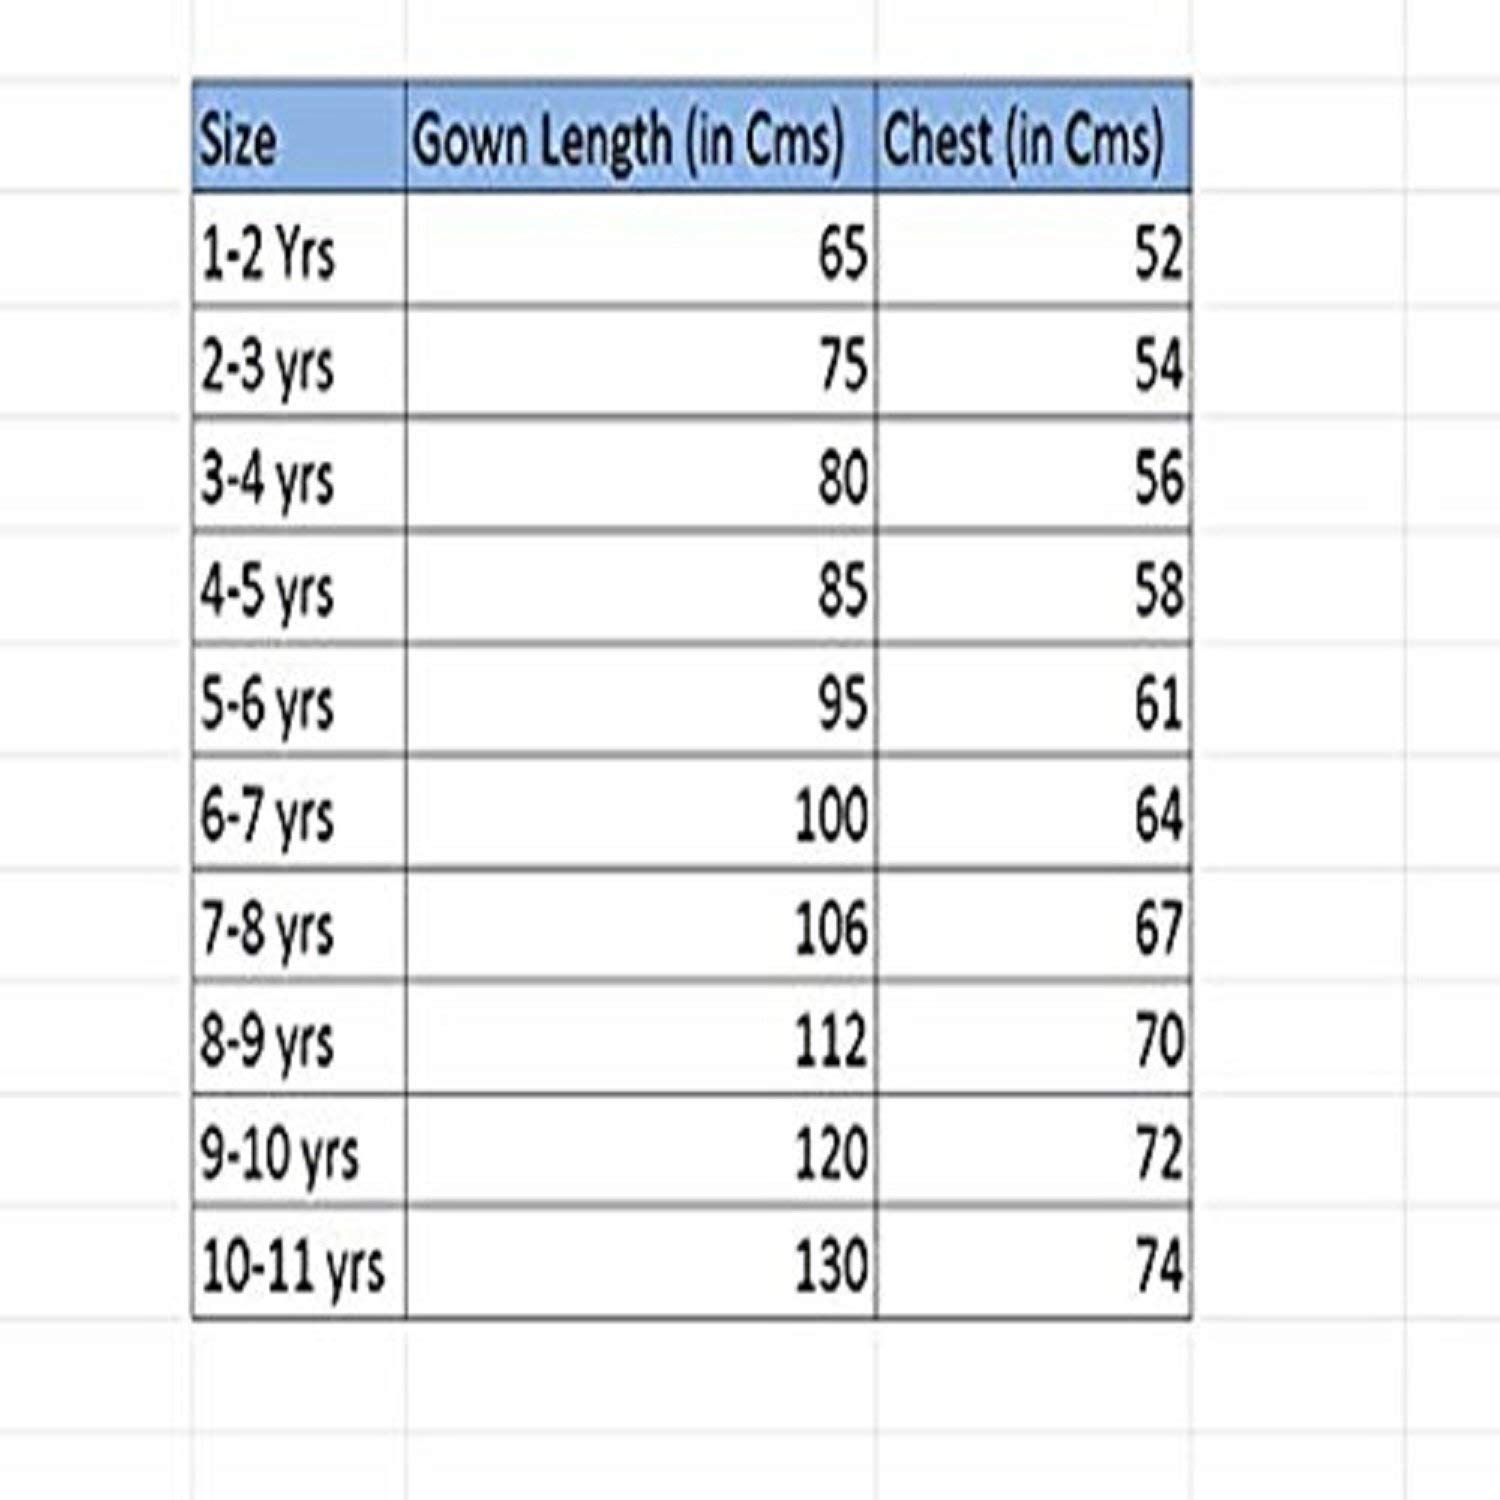 Size Gown Length (in Cms) Chest (in Cms)
1-2 Yrs 65 52
2-3 yrs 75 54
3-4 yrs 80 56
4-5 yrs 85 58
5-6 yrs 95 61
6-7 yrs 100 64
7-8 yrs 106 67
8-9 yrs 112 70
9-10 yrs 120 72
10-11 yrs 130 74